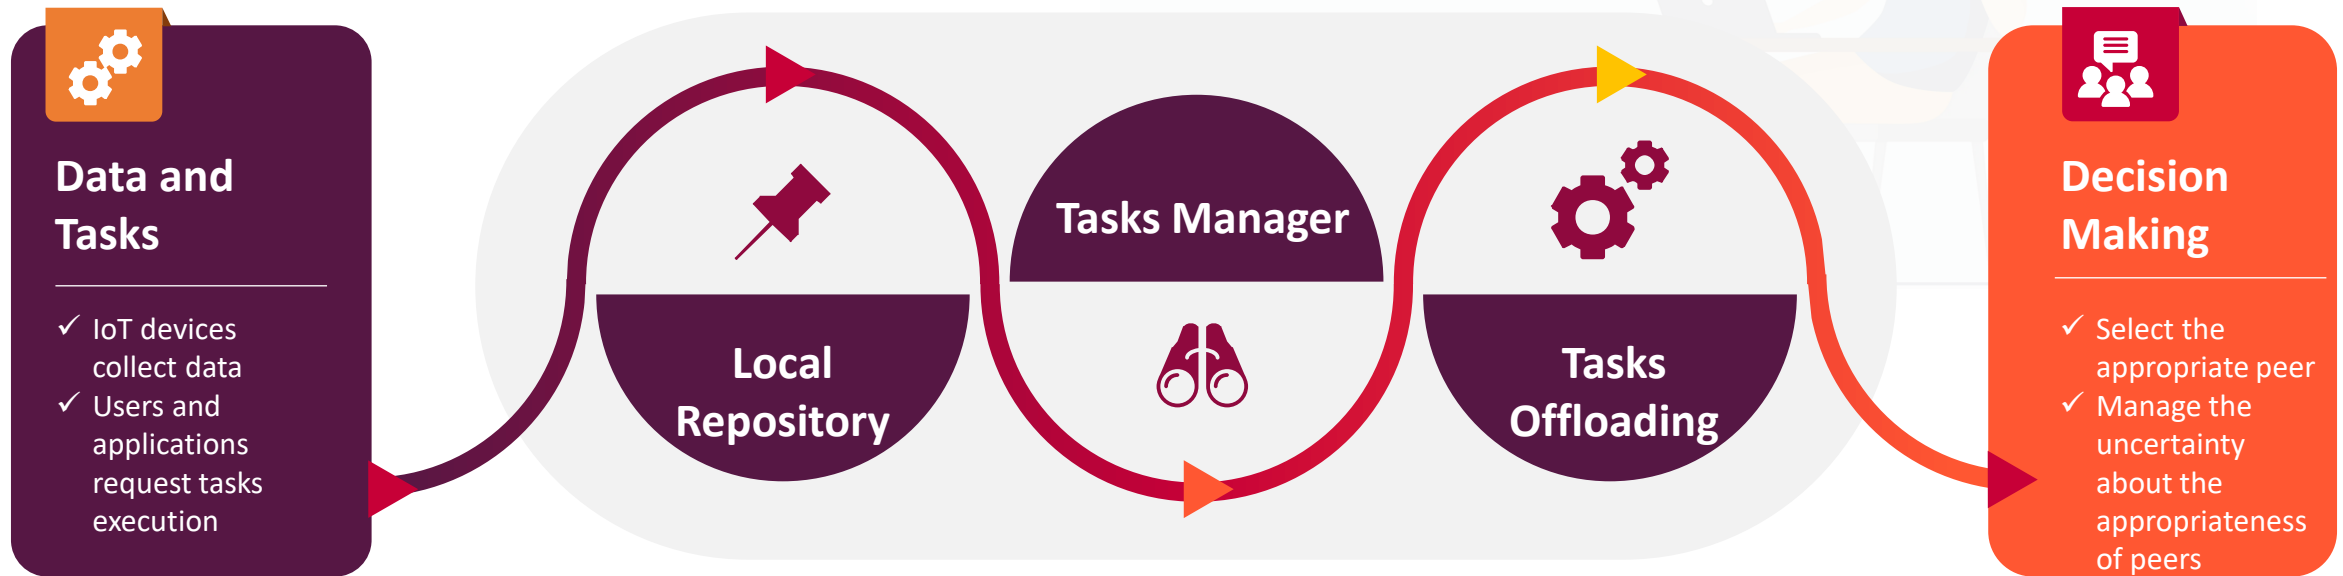 Data and
Tasks
✓ IoT devices
collect data
✓ Users and
applications
request tasks
execution
Local
Repository
Tasks Manager
Tasks
Offloading
Decision
Making
✓ Select the
appropriate peer
✓ Manage the
uncertainty
about the
appropriateness
of peers